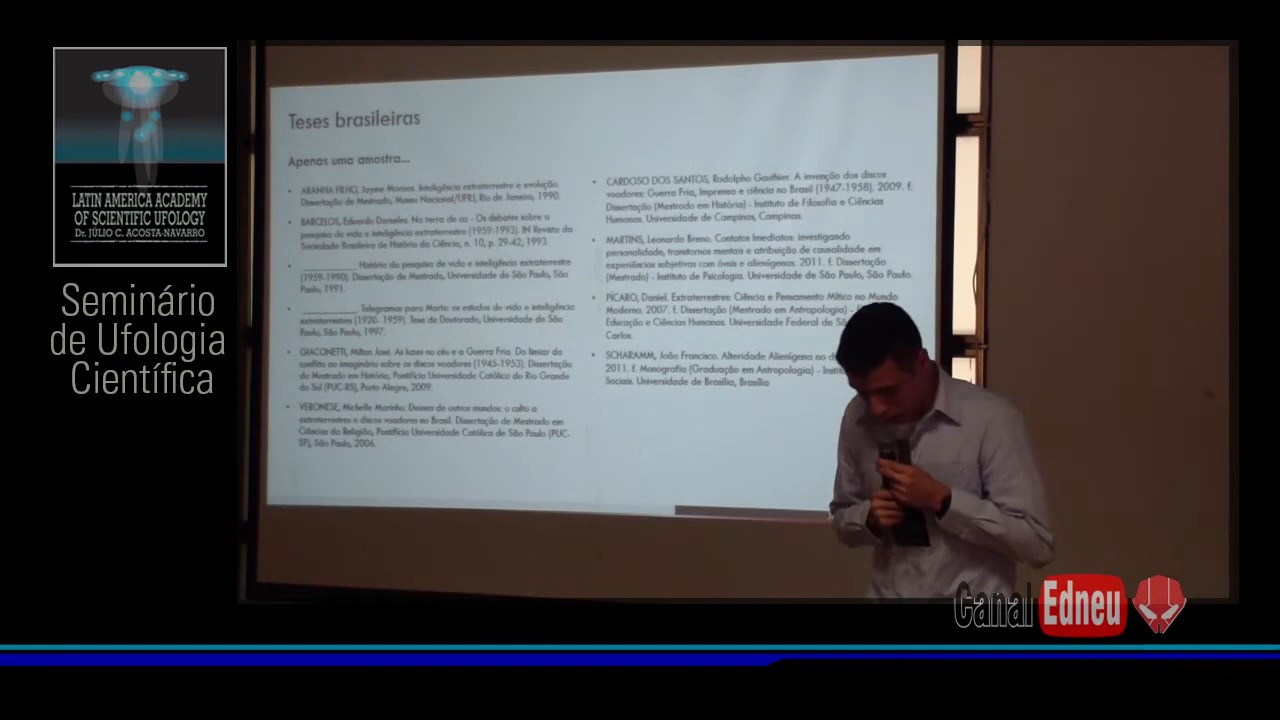 LATIN AMERICA ACADEMY
OF SCIENTIFIC UFOLOGY
Dr. JÚLIO C. ACOSTA-NAVARRO
Seminário
de Ufologia
Científica
Teses brasileiras
Apenas uma amostra...
• ARANHA FILHO, Jayme Moraes. Inteligência extraterrestre e evolução.
Dissertação de Mestrado, Museu Nacional/UFRJ, Rio de Janeiro, 1990.
• BARCELOS, Eduardo Dorneles. Na terra de az - Os debates sobre a
pesquisa de vida e inteligência extraterrestre (1959-1993). IN Revista da
Sociedade Brasileira de História da Ciência, n. 10, p. 29-42, 1993.
• ____________. História da pesquisa de vida e inteligência extraterrestre
(1959-1990). Dissertação de Mestrado, Universidade de São Paulo, São
Paulo, 1991.
• ____________. Telegramas para Marte: os estudos de vida e inteligência
extraterrestres (1920- 1959). Tese de Doutorado, Universidade de São
Paulo, São Paulo, 1997.
• GIACONETTI, Milton José. As luzes no céu e a Guerra Fria. Do limiar do
conflito ao imaginário sobre os discos voadores (1945-1953). Dissertação
de Mestrado em História, Pontifícia Universidade Católica do Rio Grande
do Sul (PUC-RS), Porto Alegre, 2009.
• VERONESE, Michelle Marinho. Deuses de outros mundos: o culto a
extraterrestres e discos voadores no Brasil. Dissertação de Mestrado em
Ciências da Religião, Pontifícia Universidade Católica de São Paulo (PUC-
SP), São Paulo, 2006.
• CARDOSO DOS SANTOS, Rodolpho Gauthier. A invenção dos discos
voadores: Guerra Fria, Imprensa e ciência no Brasil (1947-1958). 2009. f.
Dissertação (Mestrado em História) - Instituto de Filosofia e Ciências
Humanas. Universidade de Campinas, Campinas.
• MARTINS, Leonardo Breno. Contatos Imediatos: investigando
personalidade, transtornos mentais e atribuição de causalidade em
experiências subjetivas com óvnis e alienígenas. 2011. f. Dissertação
(Mestrado) - Instituto de Psicologia. Universidade de São Paulo, São Paulo.
• PÍCARO, Daniel. Extraterrestres: Ciência e Pensamento Mítico no Mundo
Moderno. 2007. f. Dissertação (Mestrado em Antropologia) -
Educação e Ciências Humanas. Universidade Federal de
Carlos.
• SCHARAMM, João Francisco. Alteridade Alienígena no
2011. f. Monografia (Graduação em Antropologia) -
Sociais. Universidade de Brasília, Brasília
Canal Edneu